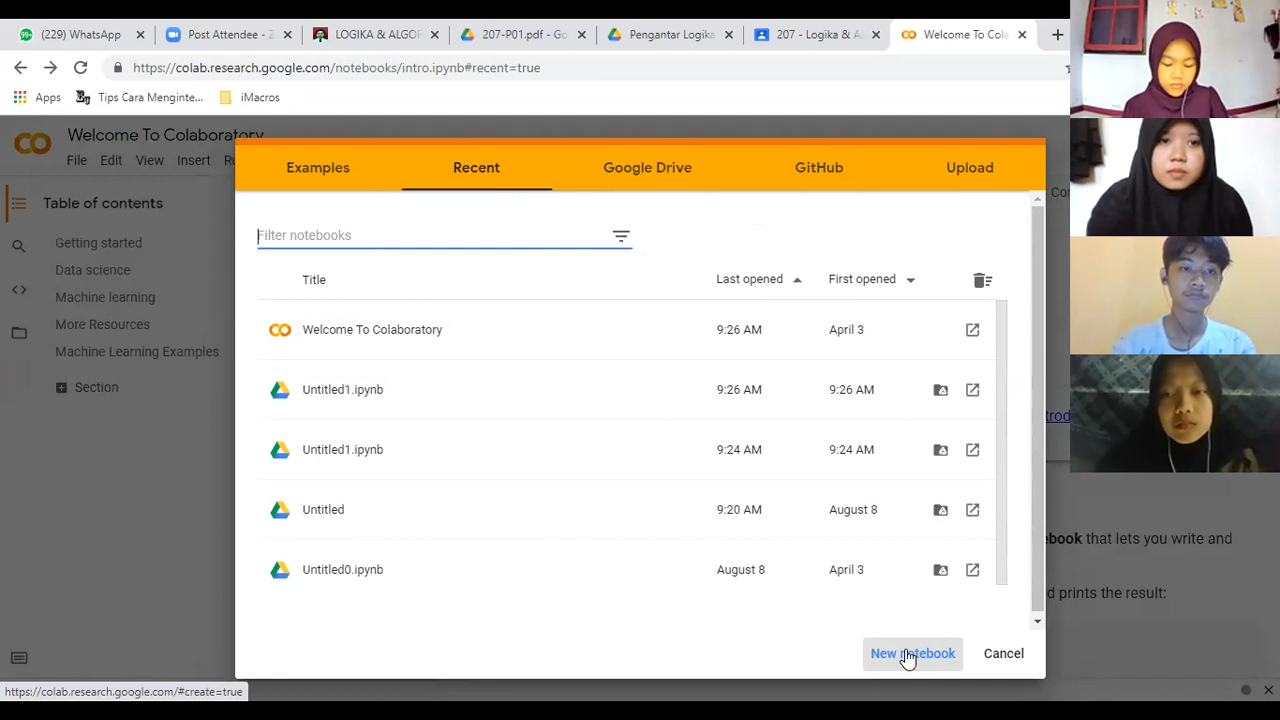 (229) WhatsApp
Post Attendee - Z
LOGIKA & ALGOF
207-P01.pdf - Go
Pengantar Logika
207 - Logika & A
Welcome To Cola
https://colab.research.google.com/notebooks/intro.ipynb#recent=true
Apps
Tips Cara Menginte...
iMacros
Welcome To Colaboratory
File Edit View Insert Ru
Examples
Recent
Google Drive
GitHub
Upload
Table of contents
Co
Getting started
Data science
Machine learning
More Resources
Machine Learning Examples
Section
Filter notebooks
Title Last opened First opened
Welcome To Colaboratory 9:26 AM April 3
Untitled1.ipynb 9:26 AM 9:26 AM
Untitled1.ipynb 9:24 AM 9:24 AM
Untitled 9:20 AM August 8
Untitled0.ipynb August 8 April 3
ebook that lets you write and
d prints the result:
New notebook Cancel
https://colab.research.google.com/#create=true